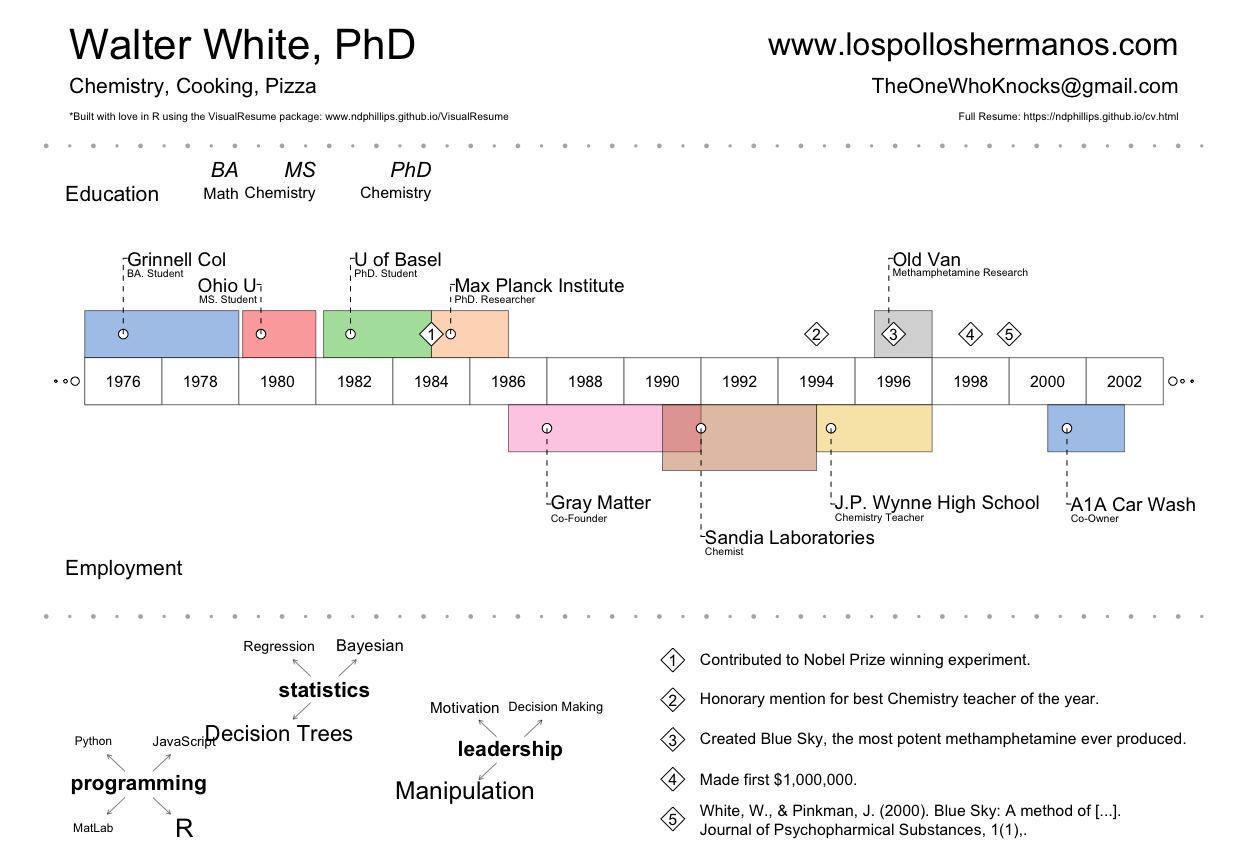 Walter White, PhD
www.lospolloshermanos.com
Chemistry, Cooking, Pizza
TheOneWhoKnocks@gmail.com
*Built with love in R using the VisualResume package: www.ndphillips.github.io/VisualResume
Full Resume: https://ndphillips.github.io/cv.html
BA
MS
PhD
Education
Math
Chemistry
Chemistry
Grinnell Col
BA. Student
Ohio U
MS. Student
U of Basel
PhD. Student
Max Planck Institute
PhD. Researcher
Old Van
Methamphetamine Research
1
2
3
4
5
1976
1978
1980
1982
1984
1986
1988
1990
1992
1994
1996
1998
2000
2002
Gray Matter
Co-Founder
Sandia Laboratories
Chemist
J.P. Wynne High School
Chemistry Teacher
A1A Car Wash
Co-Owner
Employment
Regression
Bayesian
statistics
Decision Trees
Python
JavaScript
programming
MatLab
R
Motivation
Decision Making
leadership
Manipulation
1 Contributed to Nobel Prize winning experiment.
2 Honorary mention for best Chemistry teacher of the year.
3 Created Blue Sky, the most potent methamphetamine ever produced.
4 Made first $1,000,000.
5 White, W., & Pinkman, J. (2000). Blue Sky: A method of [...].
Journal of Psychopharmical Substances, 1(1),.